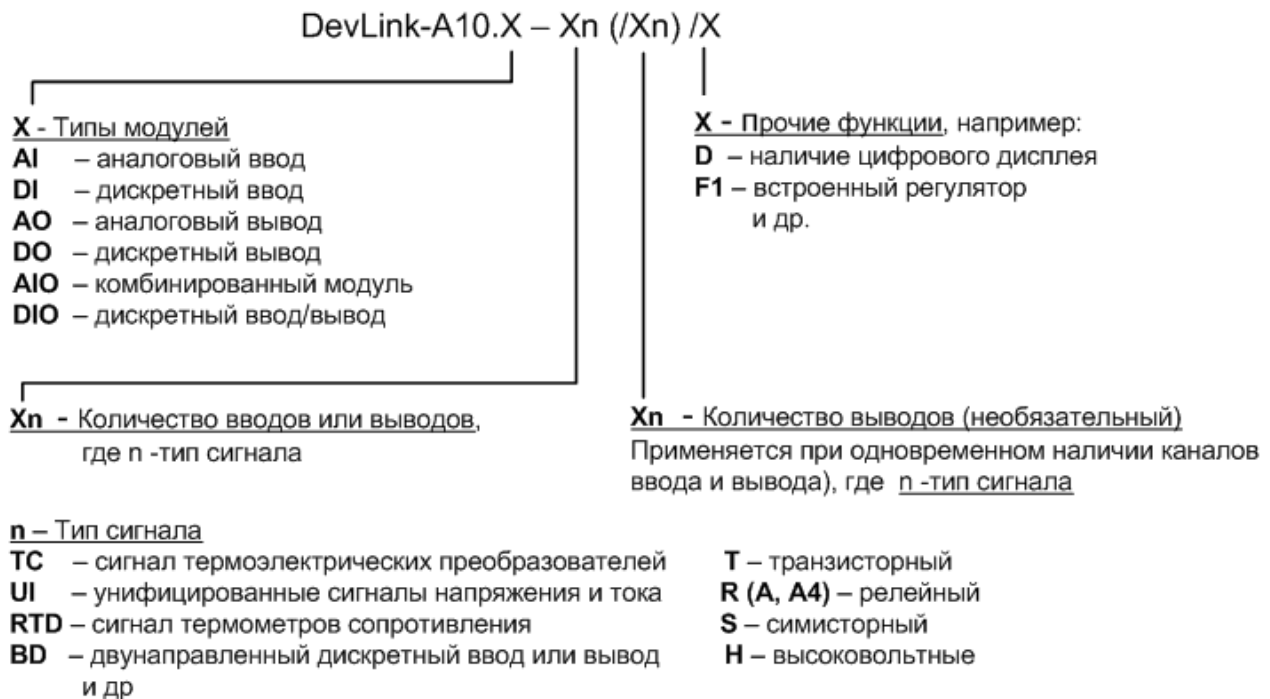 DevLink-A10.X – Xn (/Xn) /X
X - Типы модулей
AI – аналоговый ввод
DI – дискретный ввод
AO – аналоговый вывод
DO – дискретный вывод
AIO – комбинированный модуль
DIO – дискретный ввод/вывод
X - Прочие функции, например:
D – наличие цифрового дисплея
F1 – встроенный регулятор
и др.
Xn - Количество вводов или выводов,
где n -тип сигнала
Xn - Количество выводов (необязательный)
Применяется при одновременном наличии каналов
ввода и вывода), где n -тип сигнала
n – Тип сигнала
TC – сигнал термоэлектрических преобразователей
UI – унифицированные сигналы напряжения и тока
RTD – сигнал термометров сопротивления
BD – двунаправленный дискретный ввод или вывод
и др
T – транзисторный
R (A, A4) – релейный
S – симисторный
H – высоковольтные